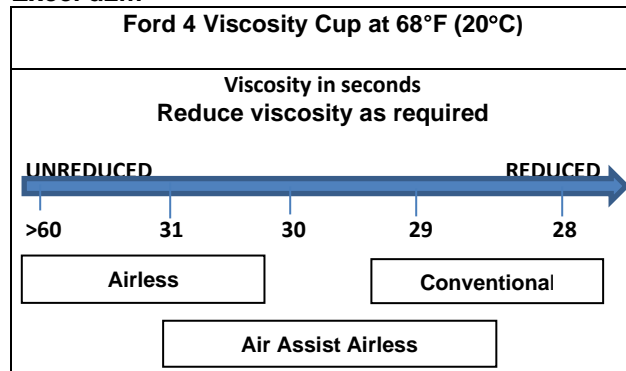 Ford 4 Viscosity Cup at 68°F (20°C)
Viscosity in seconds
Reduce viscosity as required
UNREDUCED REDUCED
>60 31 30 29 28
Airless Conventional
Air Assist Airless